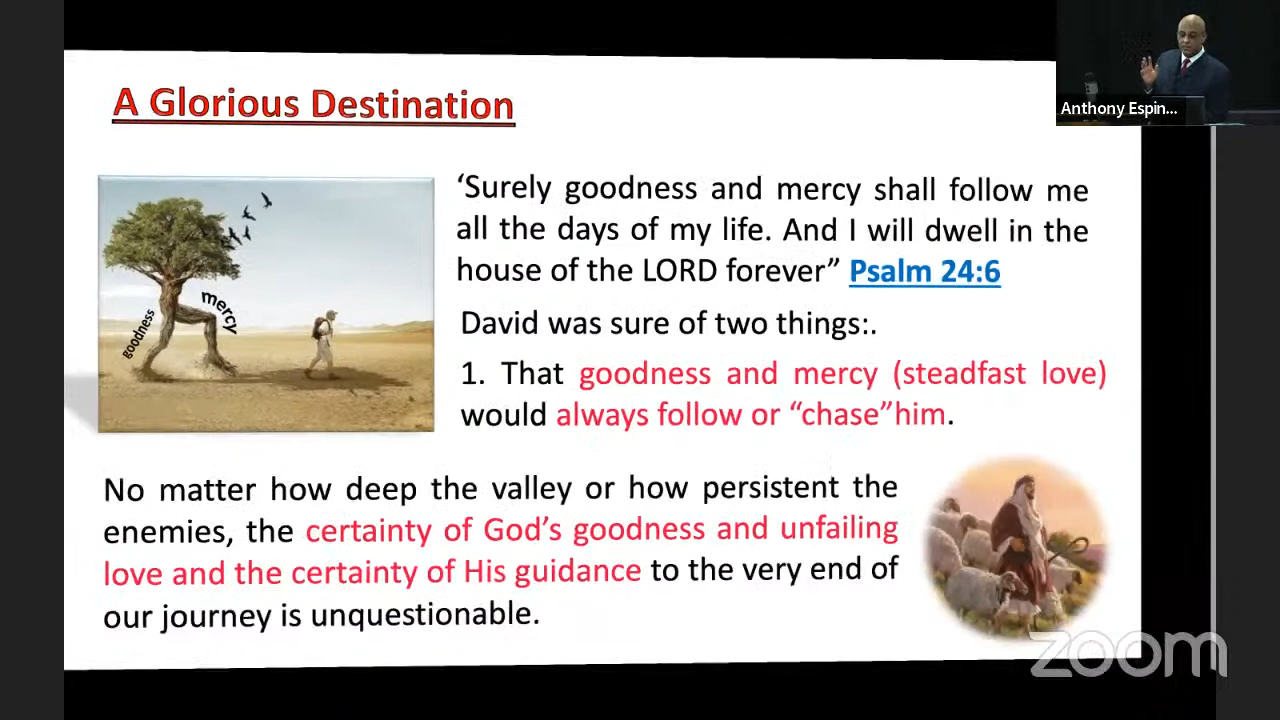 A Glorious Destination
Anthony Espin...
‘Surely goodness and mercy shall follow me
all the days of my life. And I will dwell in the
house of the LORD forever” Psalm 24:6
goodness
mercy
David was sure of two things:.
1. That goodness and mercy (steadfast love)
would always follow or “chase”him.
No matter how deep the valley or how persistent the
enemies, the certainty of God’s goodness and unfailing
love and the certainty of His guidance to the very end of
our journey is unquestionable.
zoom